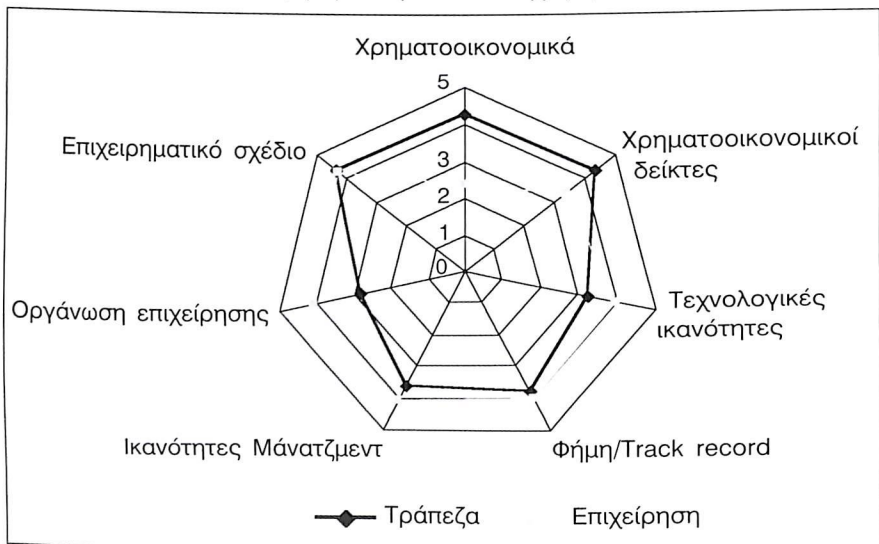 Χρηματοοικονομικά
5
Επιχειρηματικό σχέδιο
Χρηματοοικονομικοί
δείκτες
3
2
1
0
Οργάνωση επιχείρησης
Τεχνολογικές
ικανότητες
Ικανότητες Μάνατζμεντ
Φήμη/Track record
Τράπεζα
Επιχείρηση